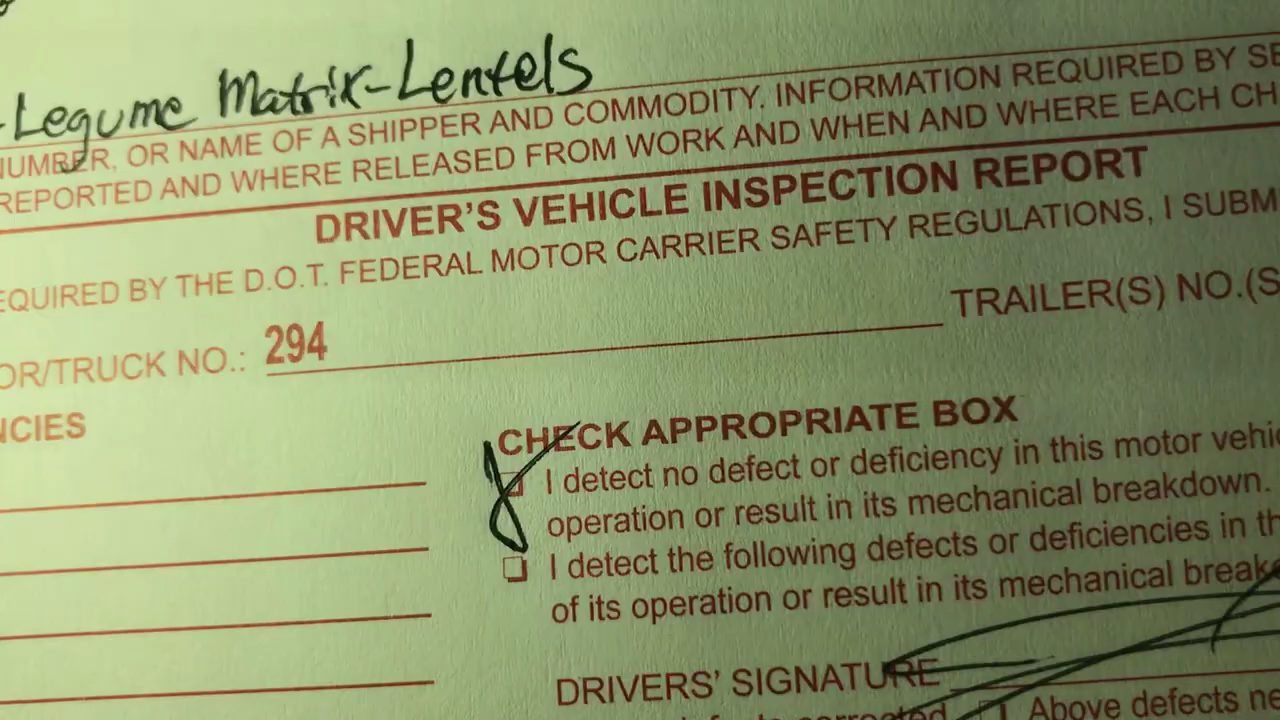 -Legume Matrix-Lentels
NUMBER, OR NAME OF A SHIPPER AND COMMODITY. INFORMATION REQUIRED BY SE
REPORTED AND WHERE RELEASED FROM WORK AND WHEN AND WHERE EACH CH
DRIVER'S VEHICLE INSPECTION REPORT
EQUIRED BY THE D.O.T. FEDERAL MOTOR CARRIER SAFETY REGULATIONS, I SUBM
OR/TRUCK NO.: 294 TRAILER(S) NO.(S
NCIES
CHECK APPROPRIATE BOX
I detect no defect or deficiency in this motor vehic
operation or result in its mechanical breakdown.
I detect the following defects or deficiencies in th
of its operation or result in its mechanical break
DRIVERS' SIGNATURE
corrected Above defects ne